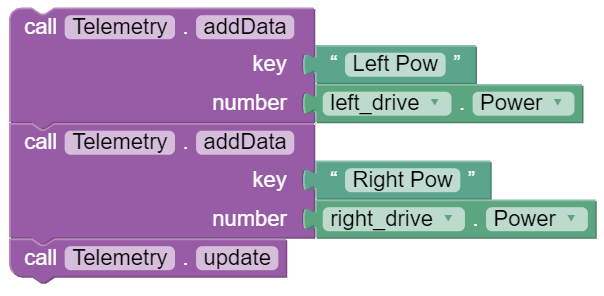 call Telemetry . addData
key “ Left Pow ”
number left_drive ▼ . Power ▼
call Telemetry . addData
key “ Right Pow ”
number right_drive ▼ . Power ▼
call Telemetry . update